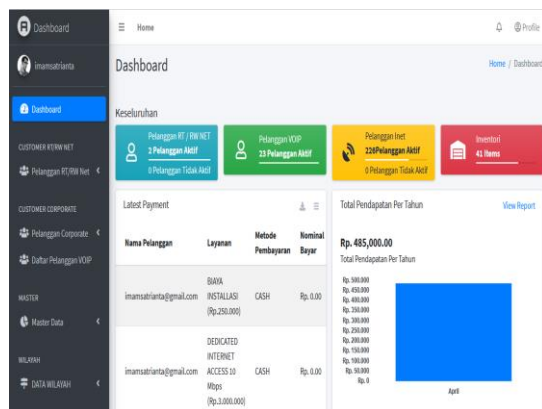 Dashboard
imamsatrianta
Dashboard
CUSTOMER RT/RW NET
Pelanggan RT/RW Net
CUSTOMER CORPORATE
Pelanggan Corporate
Daftar Pelanggan VOIP
MASTER
Master Data
WILAYAH
DATA WILAYAH
Home
Profile
Dashboard
Home / Dashboard
Keseluruhan
Pelanggan RT / RW NET
2 Pelanggan Aktif
0 Pelanggan Tidak Aktif
Pelanggan VOIP
23 Pelanggan Aktif
Pelanggan Inet
226Pelanggan Aktif
0 Pelanggan Tidak Aktif
Inventori
41 Items
Latest Payment
Nama Pelanggan Layanan Metode Pembayaran Nominal Bayar
imamsatrianta@gmail.com BIAYA INSTALLASI (Rp.250.000) CASH Rp. 0.00
imamsatrianta@gmail.com DEDICATED INTERNET ACCESS 10 Mbps (Rp.3.000.000) CASH Rp. 0.00
Total Pendapatan Per Tahun
View Report
Rp. 485,000.00
Total Pendapatan Per Tahun
Rp. 500.000
Rp. 450.000
Rp. 400.000
Rp. 350.000
Rp. 300.000
Rp. 250.000
Rp. 200.000
Rp. 150.000
Rp. 100.000
Rp. 50.000
Rp. 0
April